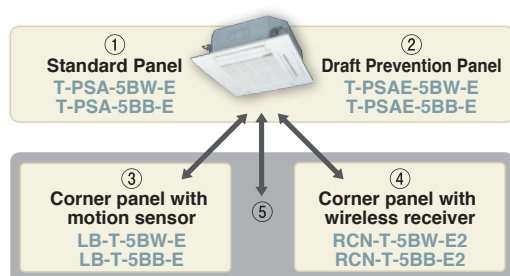 ①
Standard Panel
T-PSA-5BW-E
T-PSA-5BB-E
②
Draft Prevention Panel
T-PSAE-5BW-E
T-PSAE-5BB-E
③
Corner panel with
motion sensor
LB-T-5BW-E
LB-T-5BB-E
⑤
④
Corner panel with
wireless receiver
RCN-T-5BW-E2
RCN-T-5BB-E2